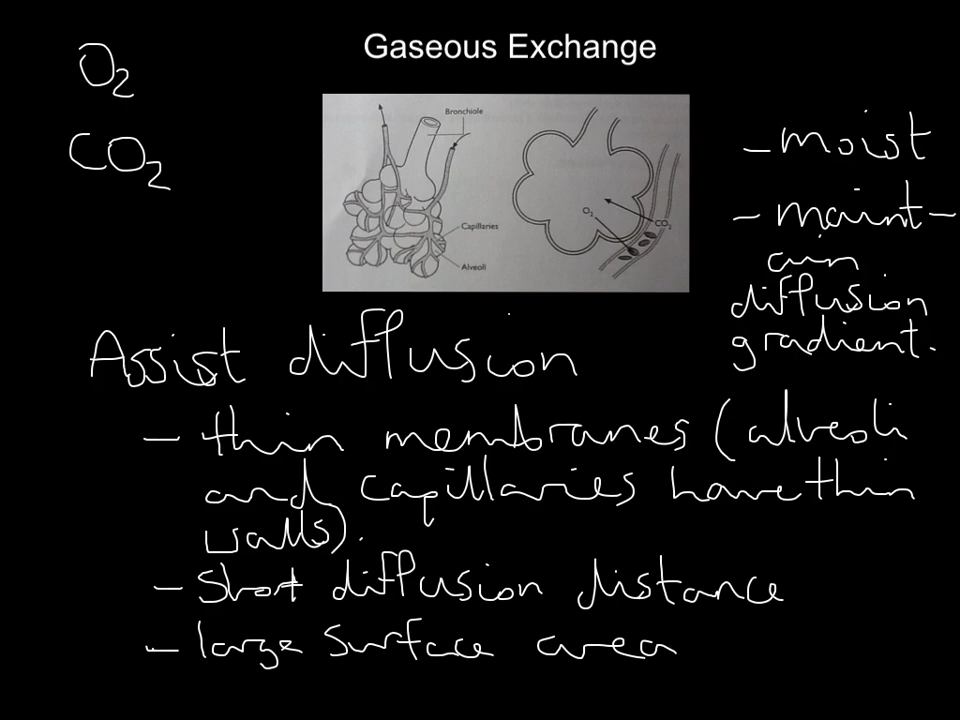 Gaseous Exchange
O2
CO2
Bronchiole
Capillaries
Alveoli
O2
CO2
- moist
- maint-
ain
diffusion
gradient.
Assist diffusion
- thin membranes (alveoli
and capillaries have thin
walls).
- short diffusion distance
- large surface area